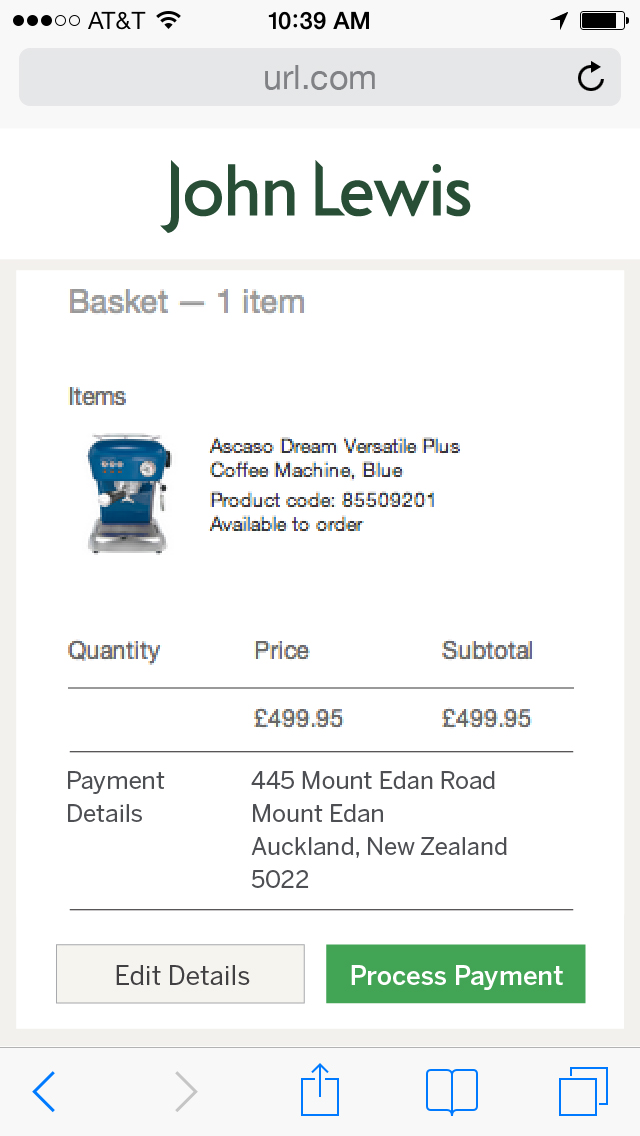 AT&T 10:39 AM
url.com
John Lewis
Basket — 1 item
Items
Ascaso Dream Versatile Plus
Coffee Machine, Blue
Product code: 85509201
Available to order
Quantity Price Subtotal
£499.95 £499.95
Payment 445 Mount Edan Road
Details Mount Edan
Auckland, New Zealand
5022
Edit Details Process Payment